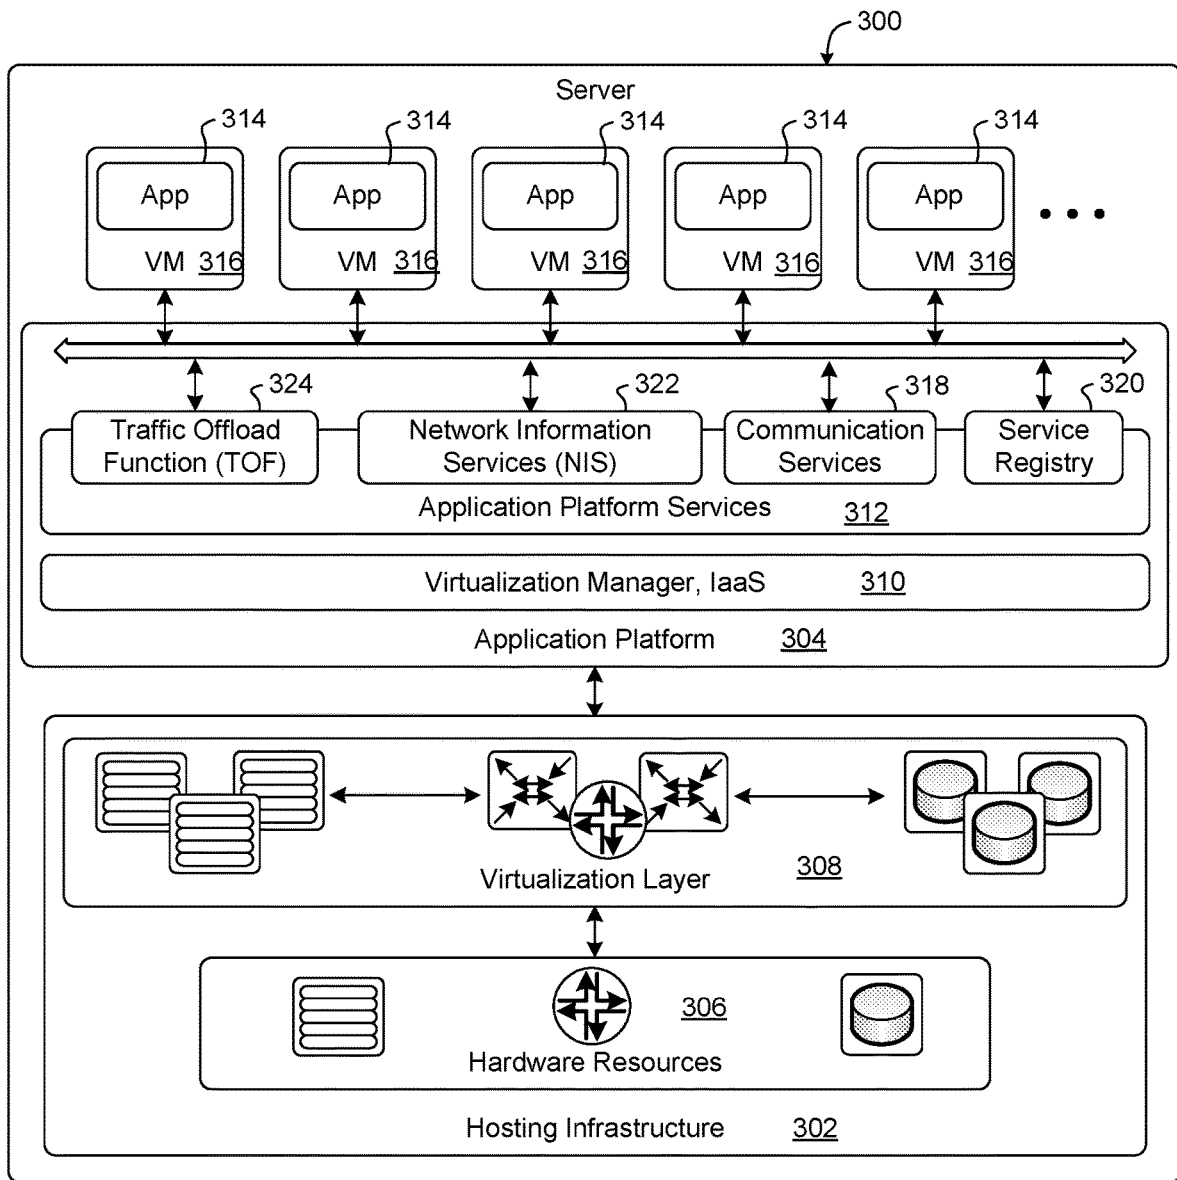 300
Server
314 314 314 314 314
App App App App App
VM 316 VM 316 VM 316 VM 316 VM 316
324 322 318 320
Traffic Offload
Function (TOF)
Network Information
Services (NIS)
Communication
Services
Service
Registry
Application Platform Services 312
Virtualization Manager, IaaS 310
Application Platform 304
Virtualization Layer 308
306
Hardware Resources
Hosting Infrastructure 302